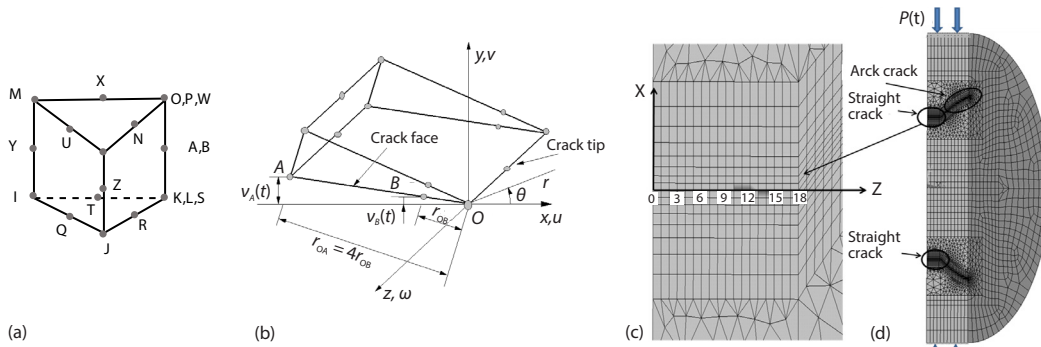 M
X
O,P,W
U
N
Y
A,B
Z
I
T
K,L,S
Q
R
J
(a)
y,v
Crack face
Crack tip
A
B
r
θ
v_A(t)
v_B(t)
r_OB
O
x,u
r_OA = 4r_OB
z, ω
(b)
X
Z
0 3 6 9 12 15 18
(c)
P(t)
Arck crack
Straight
crack
Straight
crack
(d)